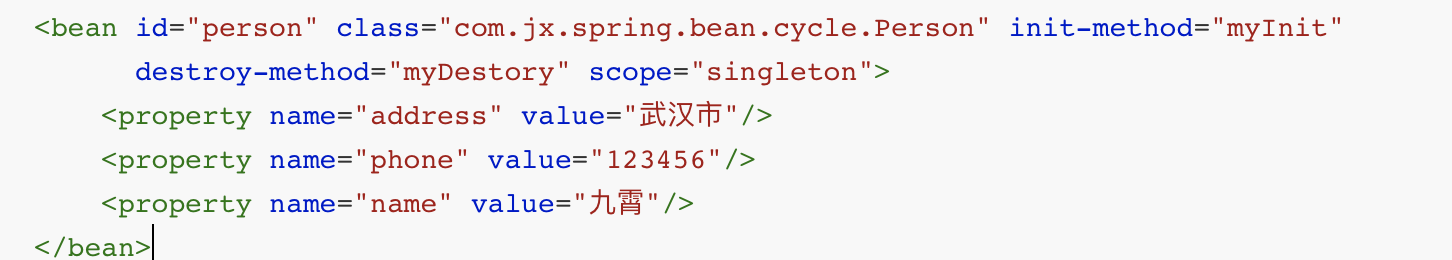 <bean id="person" class="com.jx.spring.bean.cycle.Person" init-method="myInit"
destroy-method="myDestory" scope="singleton">
<property name="address" value="武汉市"/>
<property name="phone" value="123456"/>
<property name="name" value="九霄"/>
</bean>